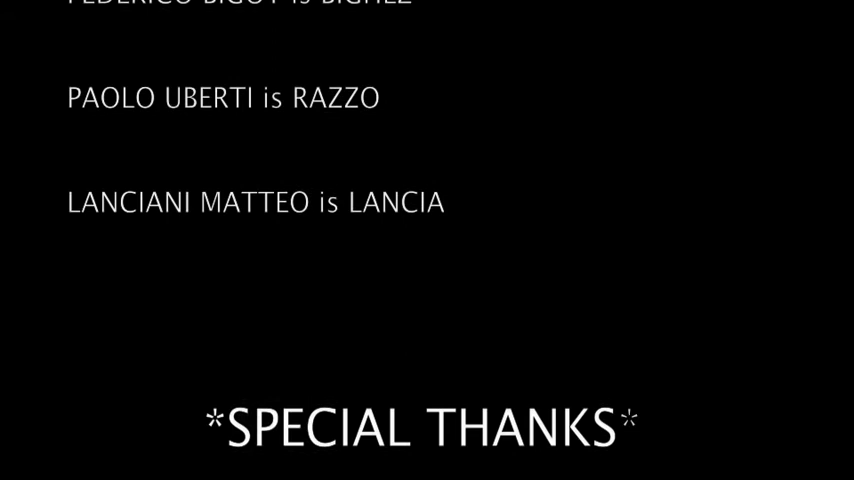 PAOLO UBERTI is RAZZO
LANCIANI MATTEO is LANCIA
*SPECIAL THANKS*